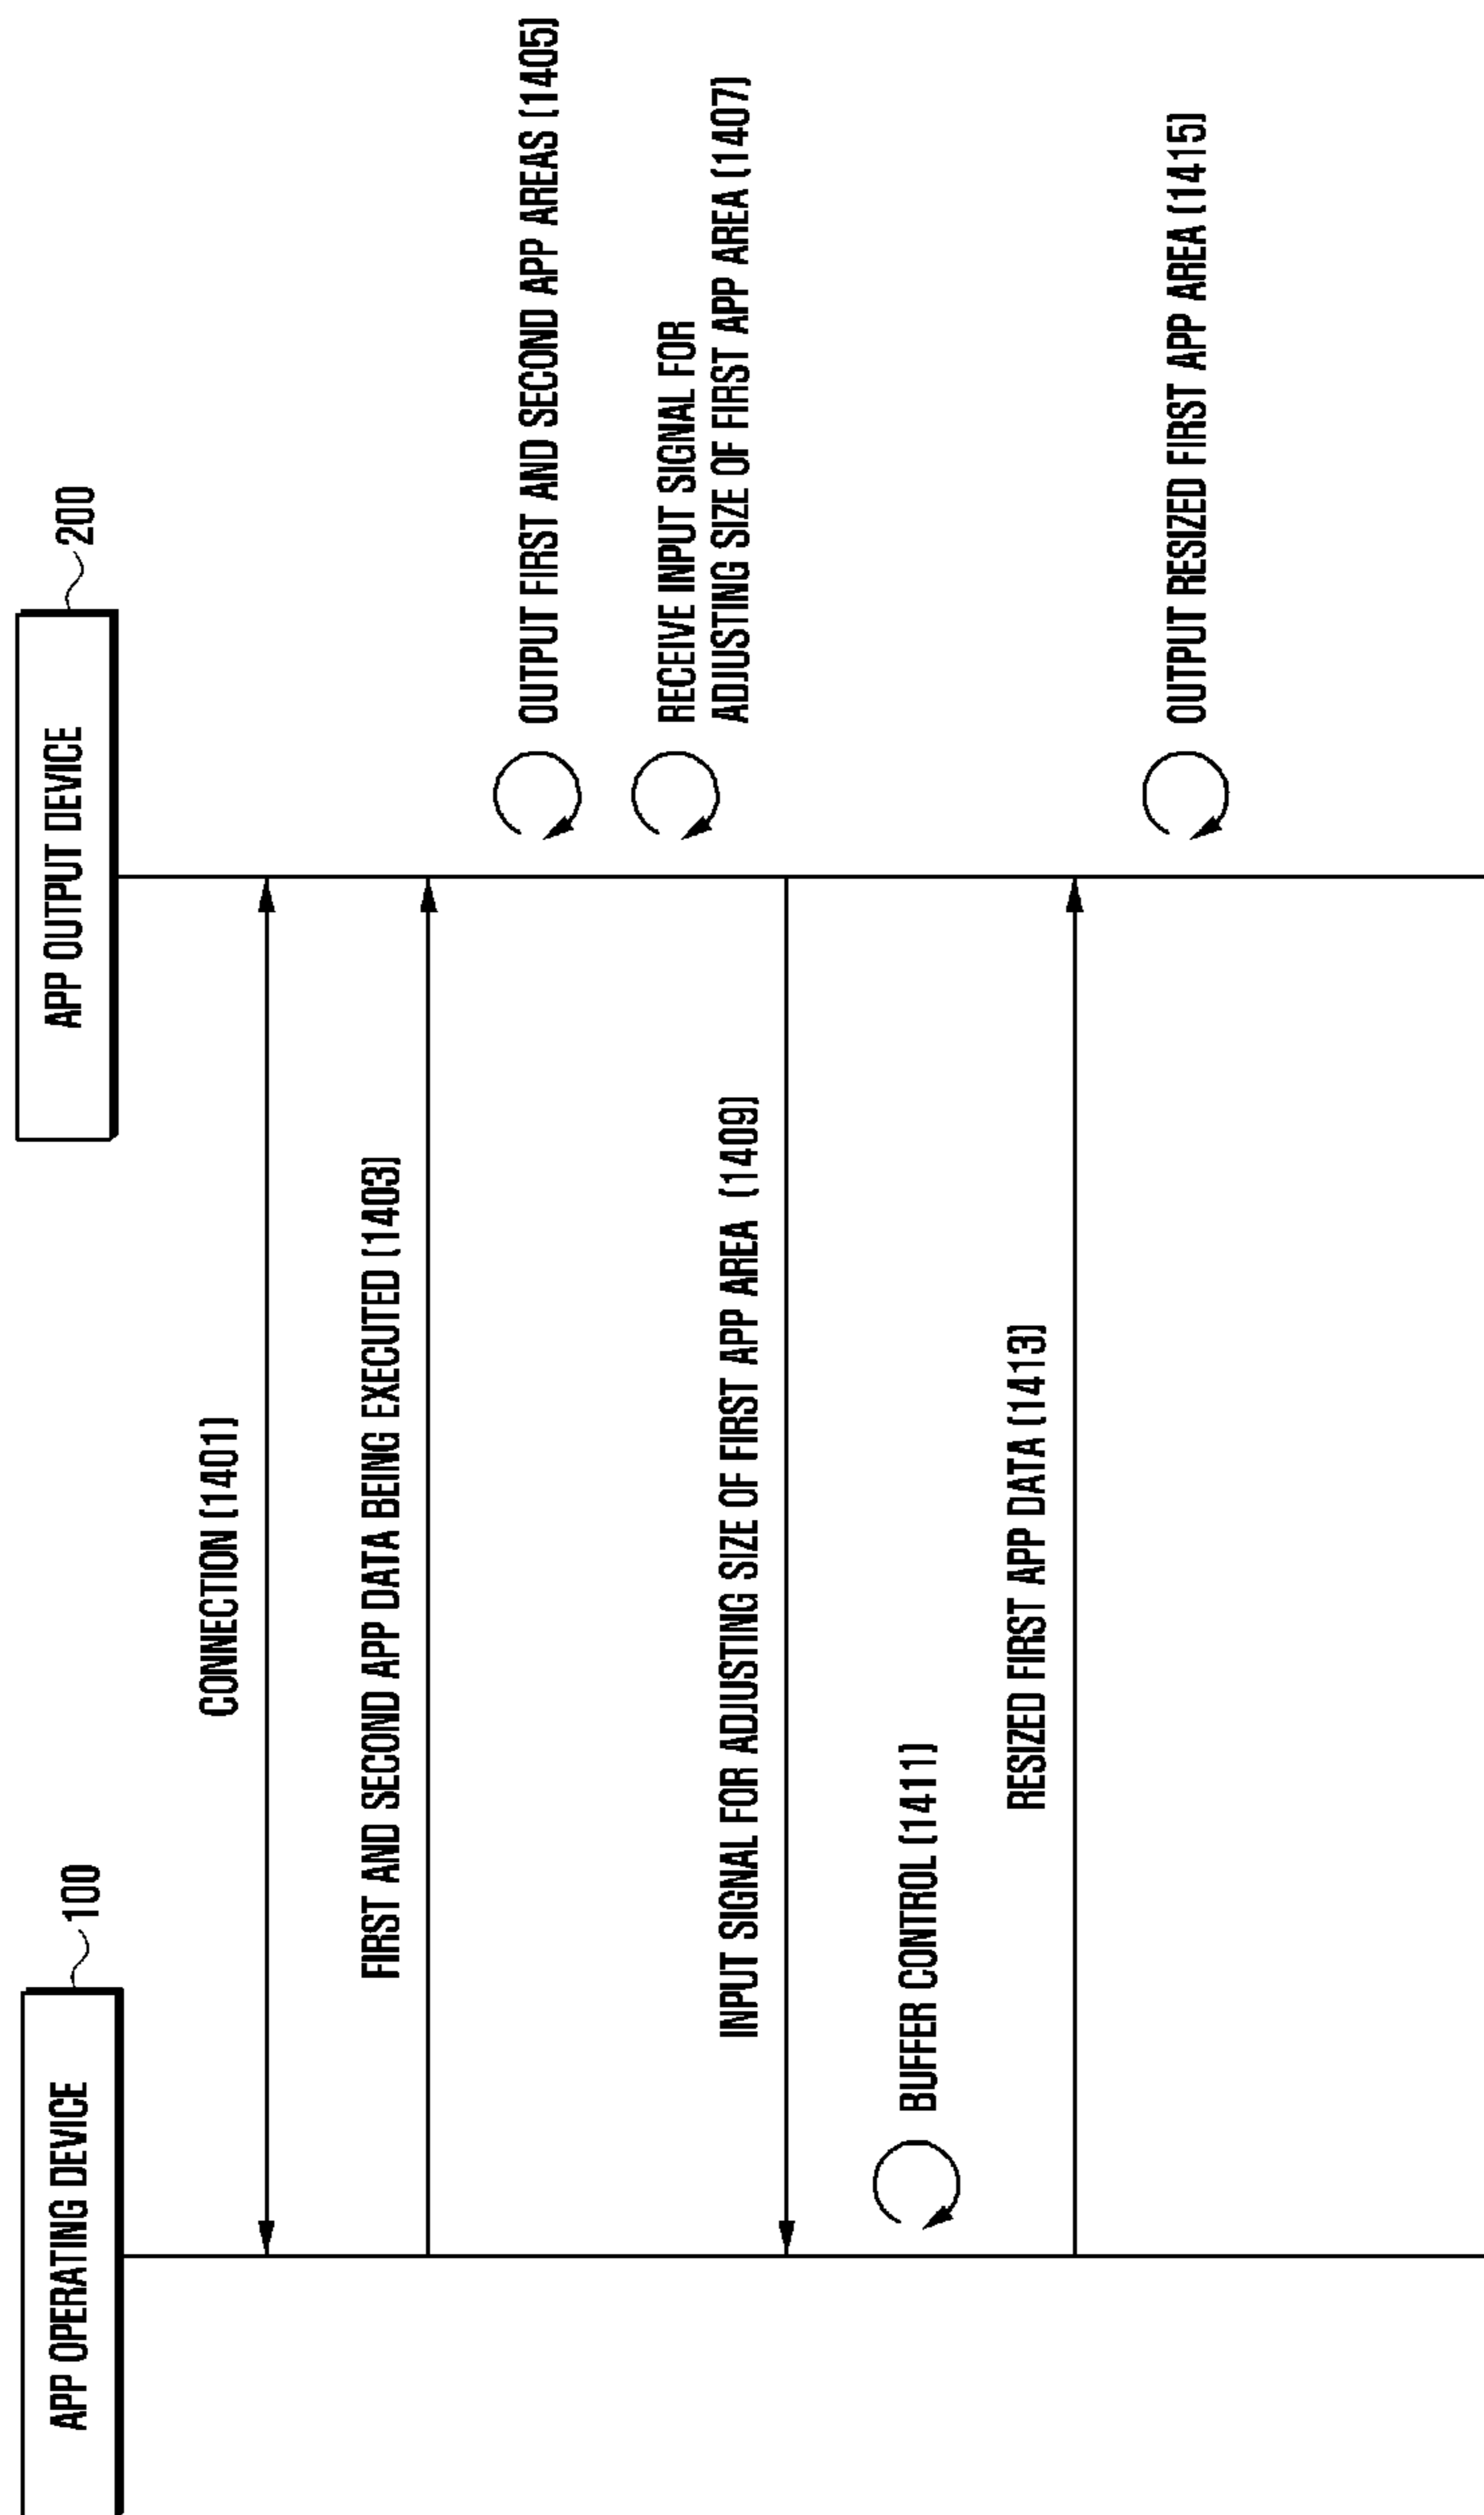 APP OPERATING DEVICE
100
APP OUTPUT DEVICE
200
CONNECTION (1401)
FIRST AND SECOND APP DATA BEING EXECUTED (1403)
OUTPUT FIRST AND SECOND APP AREAS (1405)
RECEIVE INPUT SIGNAL FOR
ADJUSTING SIZE OF FIRST APP AREA (1407)
INPUT SIGNAL FOR ADJUSTING SIZE OF FIRST APP AREA (1409)
BUFFER CONTROL (1411)
RESIZED FIRST APP DATA (1413)
OUTPUT RESIZED FIRST APP AREA (1415)